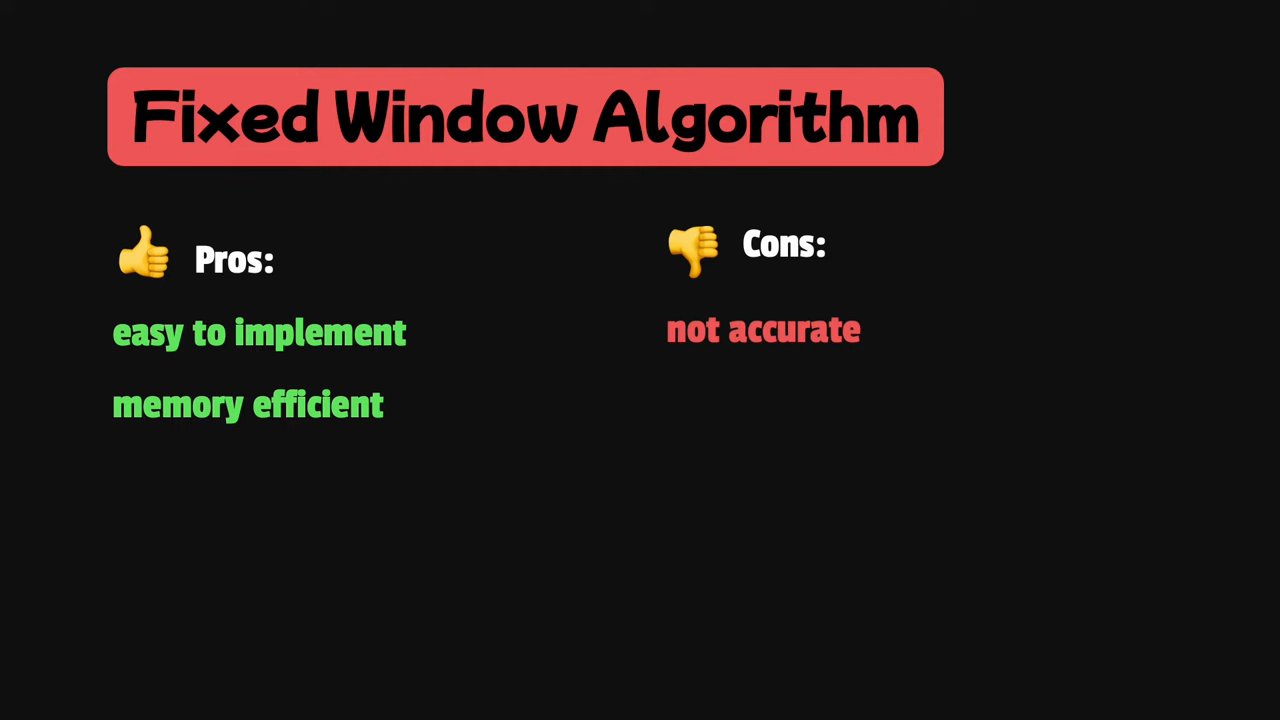 Fixed Window Algorithm
Pros:
easy to implement
memory efficient
Cons:
not accurate